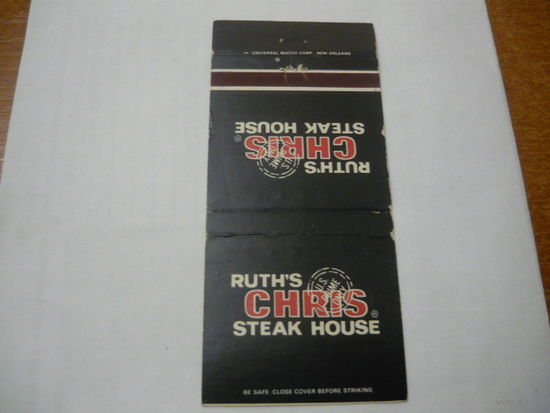 UNIVERSAL MATCH CORP., NEW ORLEANS
RUTH'S
CHRIS®
STEAK HOUSE
RUTH'S
CHRIS®
STEAK HOUSE
U.S.
PRIME
BE SAFE - CLOSE COVER BEFORE STRIKING